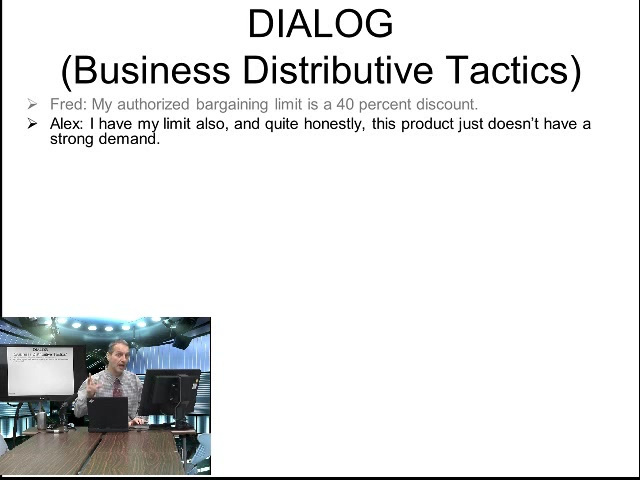 DIALOG
(Business Distributive Tactics)
Fred: My authorized bargaining limit is a 40 percent discount.
Alex: I have my limit also, and quite honestly, this product just doesn’t have a
strong demand.
DIALOG